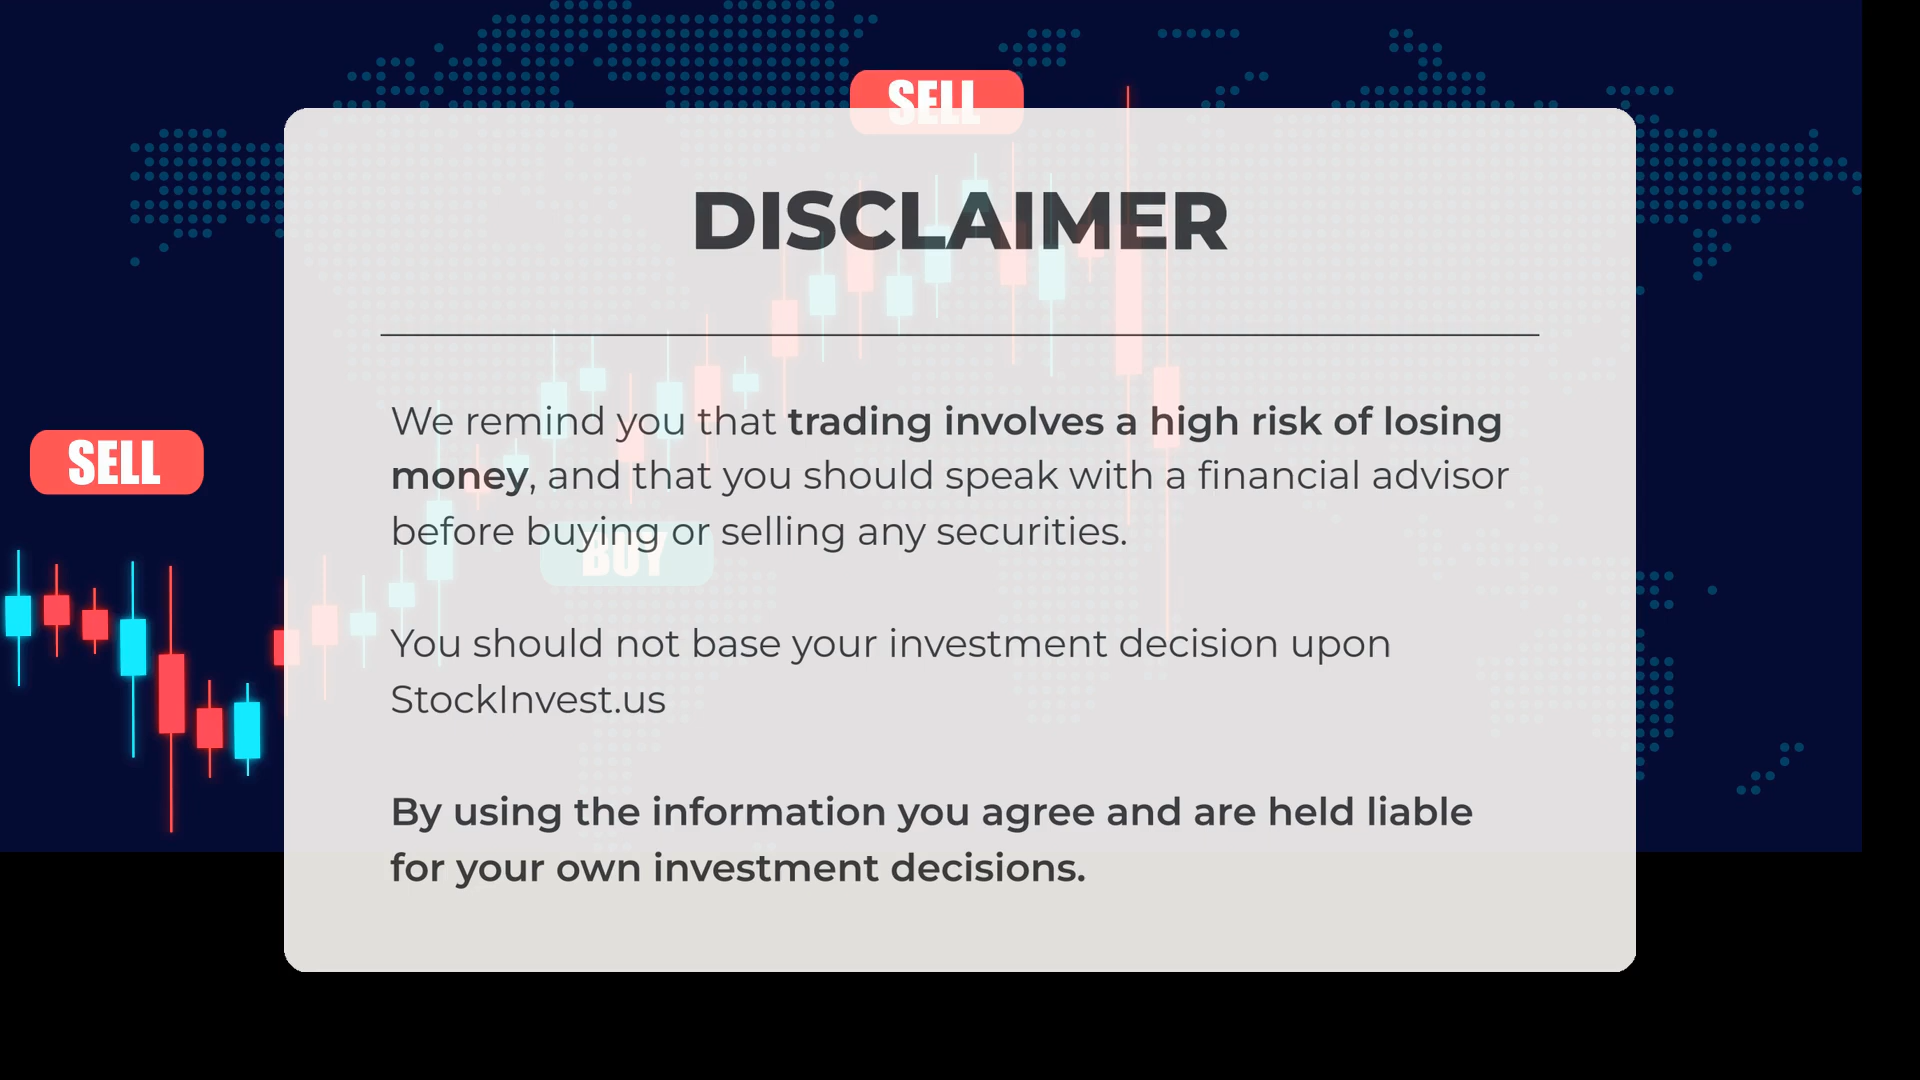 SELL
DISCLAIMER
We remind you that trading involves a high risk of losing
money, and that you should speak with a financial advisor
before buying or selling any securities.
SELL
BUY
You should not base your investment decision upon
StockInvest.us
By using the information you agree and are held liable
for your own investment decisions.